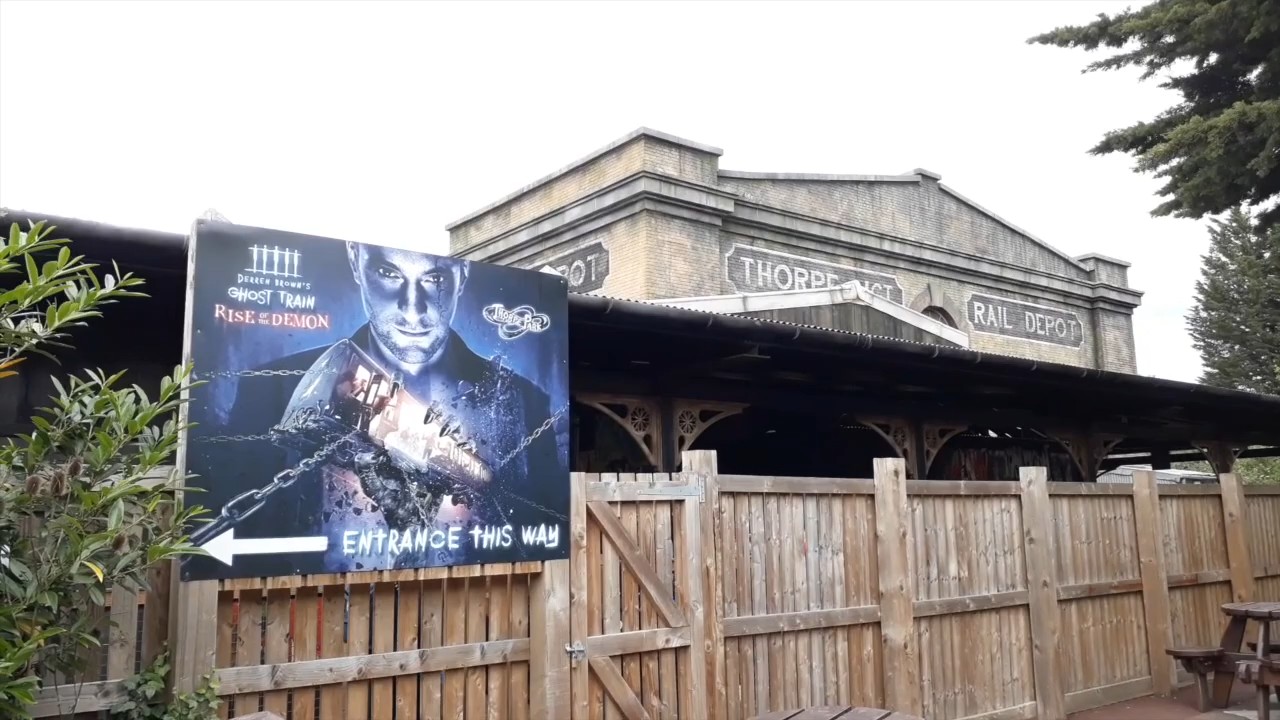 DERREN BROWN'S
GHOST TRAIN
RISE OF THE DEMON
THORPE PARK
ENTRANCE THIS WAY
POT
THORPE
RAIL DEPOT